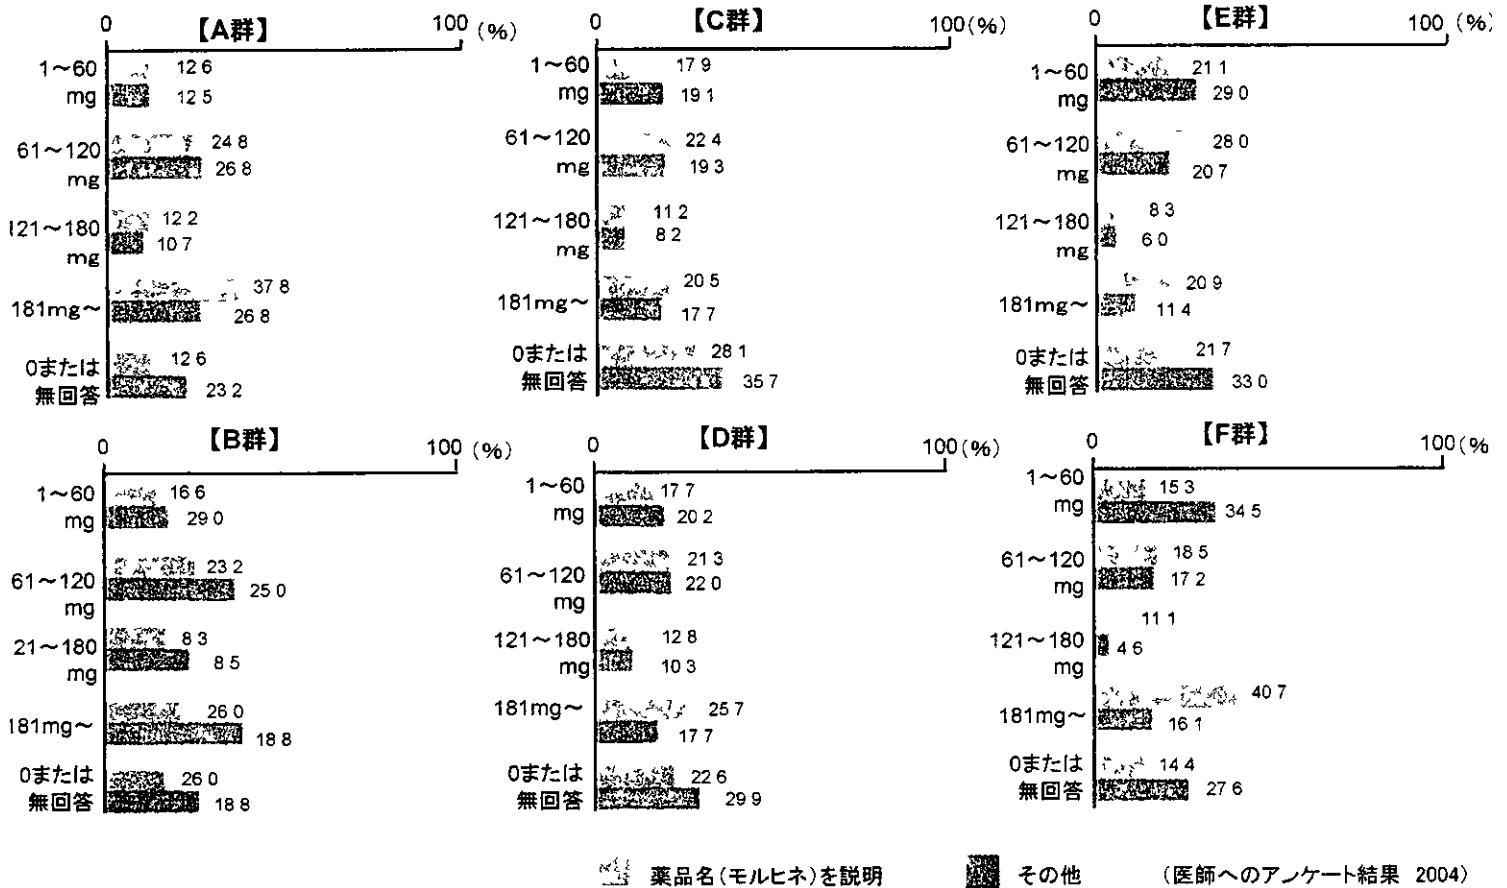 【A群】
0 100 (%)
1～60 mg 12 6
12 5
61～120 mg 24 8
26 8
121～180 mg 12 2
10 7
181mg～ 37 8
26 8
0または 無回答 12 6
23 2
【C群】
0 100 (%)
1～60 mg 17 9
19 1
61～120 mg 22 4
19 3
121～180 mg 11 2
8 2
181mg～ 20 5
17 7
0または 無回答 28 1
35 7
【E群】
0 100 (%)
1～60 mg 21 1
29 0
61～120 mg 28 0
20 7
121～180 mg 8 3
6 0
181mg～ 20 9
11 4
0または 無回答 21 7
33 0
【B群】
0 100 (%)
1～60 mg 16 6
29 0
61～120 mg 23 2
25 0
21～180 mg 8 3
8 5
181mg～ 26 0
18 8
0または 無回答 26 0
18 8
【D群】
0 100(%)
1～60 mg 17 7
20 2
61～120 mg 21 3
22 0
121～180 mg 12 8
10 3
181mg～ 25 7
17 7
0または 無回答 22 6
29 9
【F群】
0 100(%
1～60 mg 15 3
34 5
61～120 mg 18 5
17 2
121～180 mg 11 1
4 6
181mg～ 40 7
16 1
0または 無回答 14 4
27 6
薬品名(モルヒネ)を説明 その他 (医師へのアンケート結果 2004)